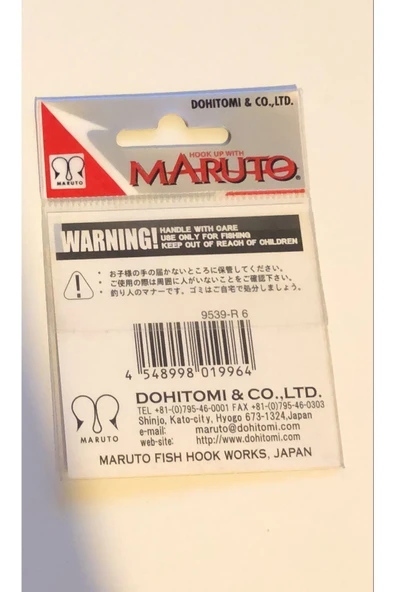 DOHITOMI & CO.,LTD.
HOOK UP WITH
MARUTO®
MARUTO
WARNING!
HANDLE WITH CARE
USE ONLY FOR FISHING
KEEP OUT OF REACH OF CHILDREN
・お子様の手の届かないところに保管してください。
・ご使用の際は周囲に人がいないことをご確認下さい。
・釣り人のマナーです。ゴミはご自宅で処分しましょう。
9539-R 6
4 548998 019964
DOHITOMI & CO.,LTD.
TEL +81-(0)795-46-0001 FAX +81-(0)795-46-0303
Shinjo, Kato-city, Hyogo 673-1324,Japan
e-mail: maruto@dohitomi.com
web-site: http://www.dohitomi.com
MARUTO
MARUTO FISH HOOK WORKS, JAPAN